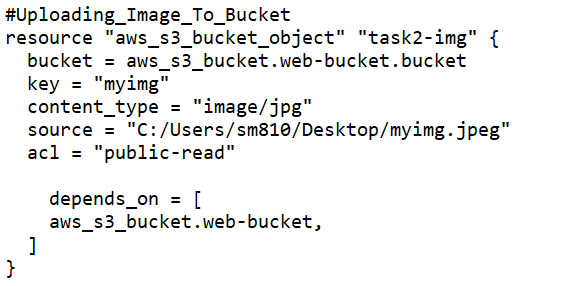 #Uploading_Image_To_Bucket
resource "aws_s3_bucket_object" "task2-img" {
  bucket = aws_s3_bucket.web-bucket.bucket
  key = "myimg"
  content_type = "image/jpg"
  source = "C:/Users/sm810/Desktop/myimg.jpeg"
  acl = "public-read"

    depends_on = [
    aws_s3_bucket.web-bucket,
  ]
}